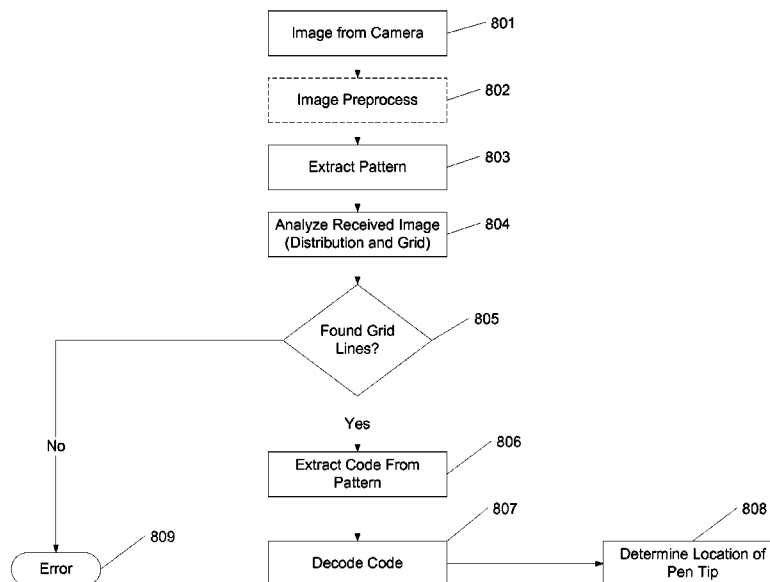 Image from Camera
801
Image Preprocess
802
Extract Pattern
803
Analyze Received Image
(Distribution and Grid)
804
Found Grid
Lines?
805
No
Yes
Extract Code From
Pattern
806
Error
809
Decode Code
807
Determine Location of
Pen Tip
808